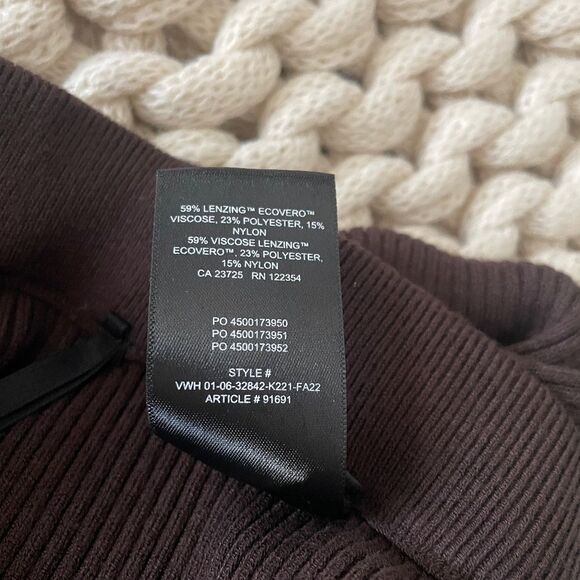 59% LENZING™ ECOVERO™
VISCOSE, 23% POLYESTER, 15%
NYLON
59% VISCOSE LENZING™
ECOVERO™, 23% POLYESTER,
15% NYLON
CA 23725 RN 122354
PO 4500173950
PO 4500173951
PO 4500173952
STYLE #
VWH 01-06-32842-K221-FA22
ARTICLE # 91691